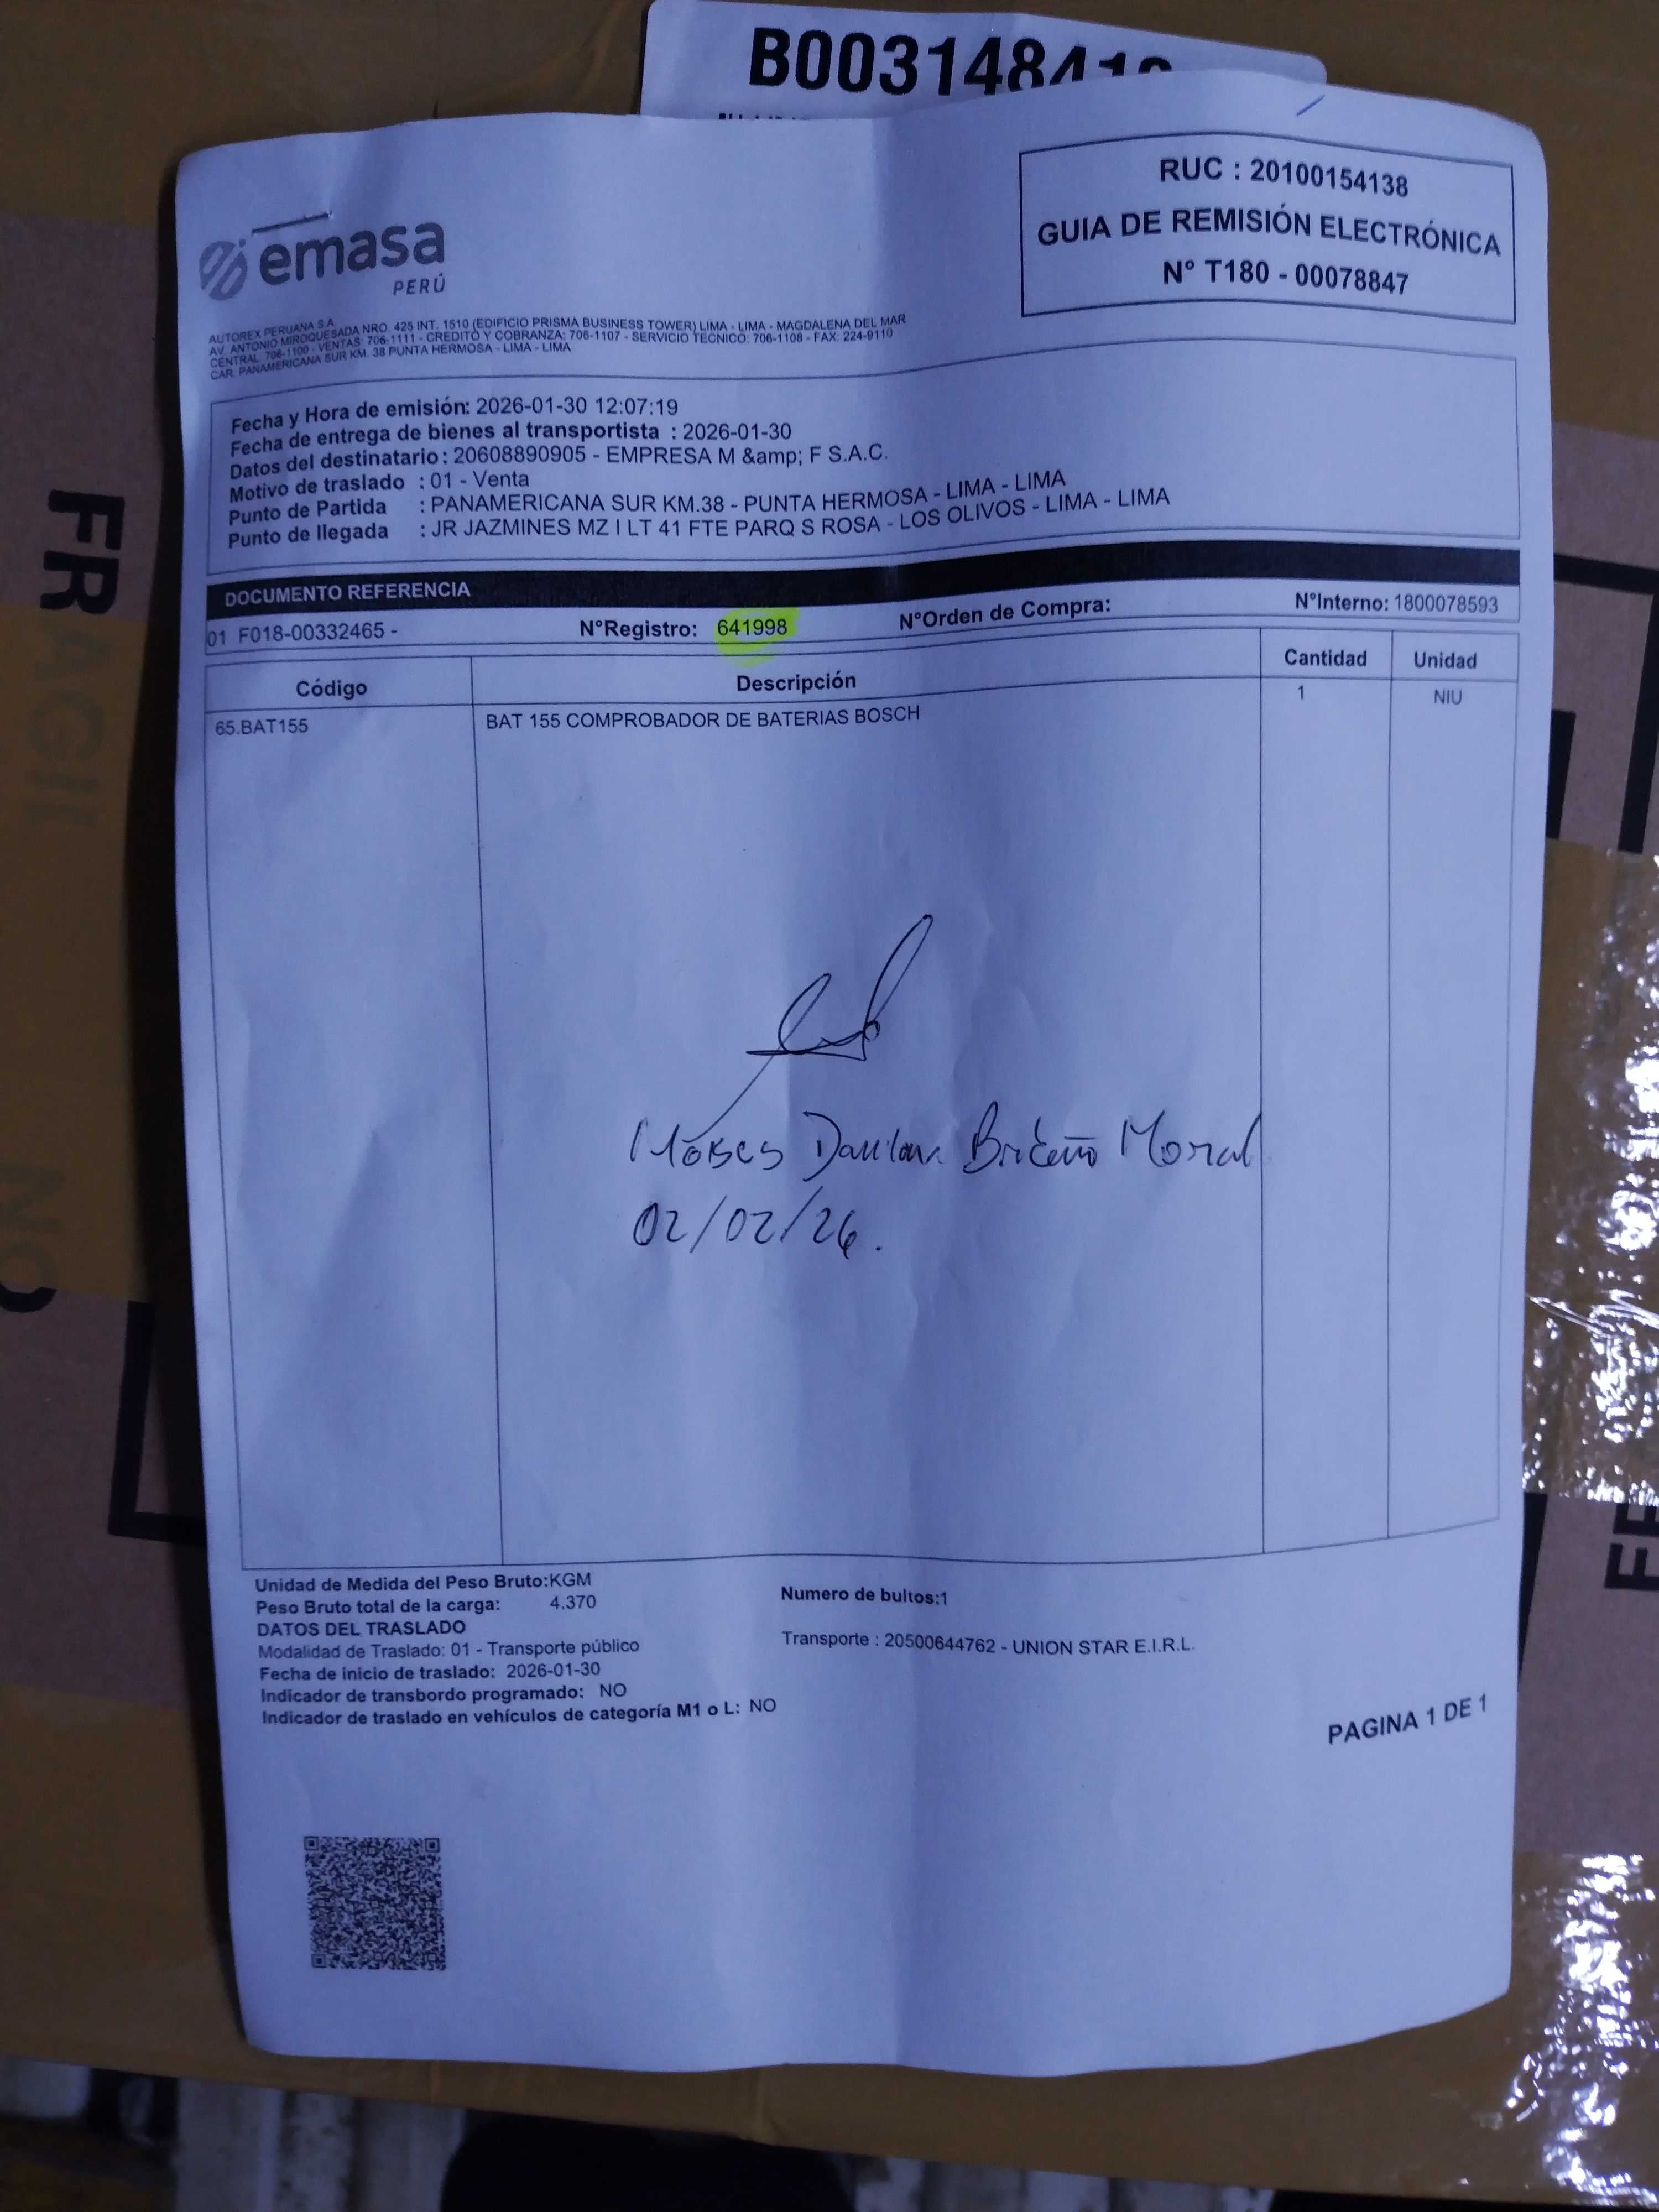 B003148
RUC : 20100154138
GUIA DE REMISIÓN ELECTRÓNICA
N° T180 - 00078847
emasa
PERÚ
AUTOREX PERUANA S.A.
AV. ANTONIO MIROQUESADA NRO. 425 INT. 1510 (EDIFICIO PRISMA BUSINESS TOWER) LIMA - LIMA - MAGDALENA DEL MAR
CENTRAL: 706-1100 - VENTAS: 706-1111 - CREDITO Y COBRANZA: 706-1107 - SERVICIO TECNICO: 706-1108 - FAX: 224-9110
CAR. PANAMERICANA SUR KM. 38 PUNTA HERMOSA - LIMA - LIMA
Fecha y Hora de emisión: 2026-01-30 12:07:19
Fecha de entrega de bienes al transportista : 2026-01-30
Datos del destinatario : 20608890905 - EMPRESA M &amp; F S.A.C.
Motivo de traslado : 01 - Venta
Punto de Partida : PANAMERICANA SUR KM.38 - PUNTA HERMOSA - LIMA - LIMA
Punto de llegada : JR JAZMINES MZ I LT 41 FTE PARQ S ROSA - LOS OLIVOS - LIMA - LIMA
DOCUMENTO REFERENCIA
01 F018-00332465 - N°Registro: 641998 N°Orden de Compra: N°Interno: 1800078593
Código Descripción Cantidad Unidad
65.BAT155 BAT 155 COMPROBADOR DE BATERIAS BOSCH 1 NIU
Moises Briceño
02/02/26.
Unidad de Medida del Peso Bruto:KGM
Peso Bruto total de la carga: 4.370 Numero de bultos:1
DATOS DEL TRASLADO
Modalidad de Traslado: 01 - Transporte público Transporte : 20500644762 - UNION STAR E.I.R.L.
Fecha de inicio de traslado: 2026-01-30
Indicador de transbordo programado: NO
Indicador de traslado en vehículos de categoría M1 o L: NO
PAGINA 1 DE 1
FRAGIL
NO